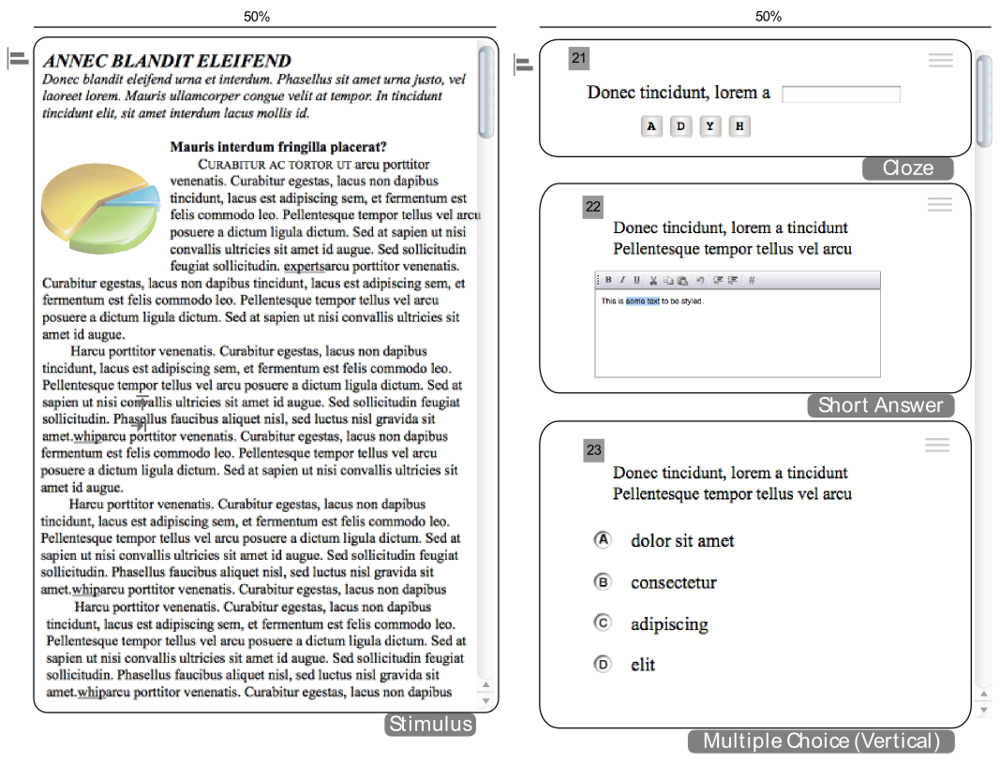 50%
ANNEC BLANDIT ELEIFEND
Donec blandit eleifend urna et interdum. Phasellus sit amet urna justo, vel
laoreet lorem. Mauris ullamcorper congue velit at tempor. In tincidunt
tincidunt elit, sit amet interdum lacus mollis id.
Mauris interdum fringilla placerat?
CURABITUR AC TORTOR UT arcu porttitor
venenatis. Curabitur egestas, lacus non dapibus
tincidunt, lacus est adipiscing sem, et fermentum est
felis commodo leo. Pellentesque tempor tellus vel arcu
posuere a dictum ligula dictum. Sed at sapien ut nisi
convallis ultricies sit amet id augue. Sed sollicitudin
feugiat sollicitudin. expertsarcu porttitor venenatis.
Curabitur egestas, lacus non dapibus tincidunt, lacus est adipiscing sem, et
fermentum est felis commodo leo. Pellentesque tempor tellus vel arcu
posuere a dictum ligula dictum. Sed at sapien ut nisi convallis ultricies sit
amet id augue.
Harcu porttitor venenatis. Curabitur egestas, lacus non dapibus
tincidunt, lacus est adipiscing sem, et fermentum est felis commodo leo.
Pellentesque tempor tellus vel arcu posuere a dictum ligula dictum. Sed at
sapien ut nisi convallis ultricies sit amet id augue. Sed sollicitudin feugiat
sollicitudin. Phasellus faucibus aliquet nisl, sed luctus nisl gravida sit
amet.whiparcu porttitor venenatis. Curabitur egestas, lacus non dapibus
fermentum est felis commodo leo. Pellentesque tempor tellus vel arcu
posuere a dictum ligula dictum. Sed at sapien ut nisi convallis ultricies sit
amet id augue.
Harcu porttitor venenatis. Curabitur egestas, lacus non dapibus
tincidunt, lacus est adipiscing sem, et fermentum est felis commodo leo.
Pellentesque tempor tellus vel arcu posuere a dictum ligula dictum. Sed at
sapien ut nisi convallis ultricies sit amet id augue. Sed sollicitudin feugiat
sollicitudin. Phasellus faucibus aliquet nisl, sed luctus nisl gravida sit
amet.whiparcu porttitor venenatis. Curabitur egestas, lacus non dapibus
Harcu porttitor venenatis. Curabitur egestas, lacus non dapibus
tincidunt, lacus est adipiscing sem, et fermentum est felis commodo leo.
Pellentesque tempor tellus vel arcu posuere a dictum ligula dictum. Sed at
sapien ut nisi convallis ultricies sit amet id augue. Sed sollicitudin feugiat
sollicitudin. Phasellus faucibus aliquet nisl, sed luctus nisl gravida sit
amet.whiparcu porttitor venenatis. Curabitur egestas, lacus non dapibus
Stimulus
50%
21
Donec tincidunt, lorem a
A D Y H
Cloze
22
Donec tincidunt, lorem a tincidunt
Pellentesque tempor tellus vel arcu
B I U #
This is some text to be styled.
Short Answer
23
Donec tincidunt, lorem a tincidunt
Pellentesque tempor tellus vel arcu
A dolor sit amet
B consectetur
C adipiscing
D elit
Multiple Choice (Vertical)